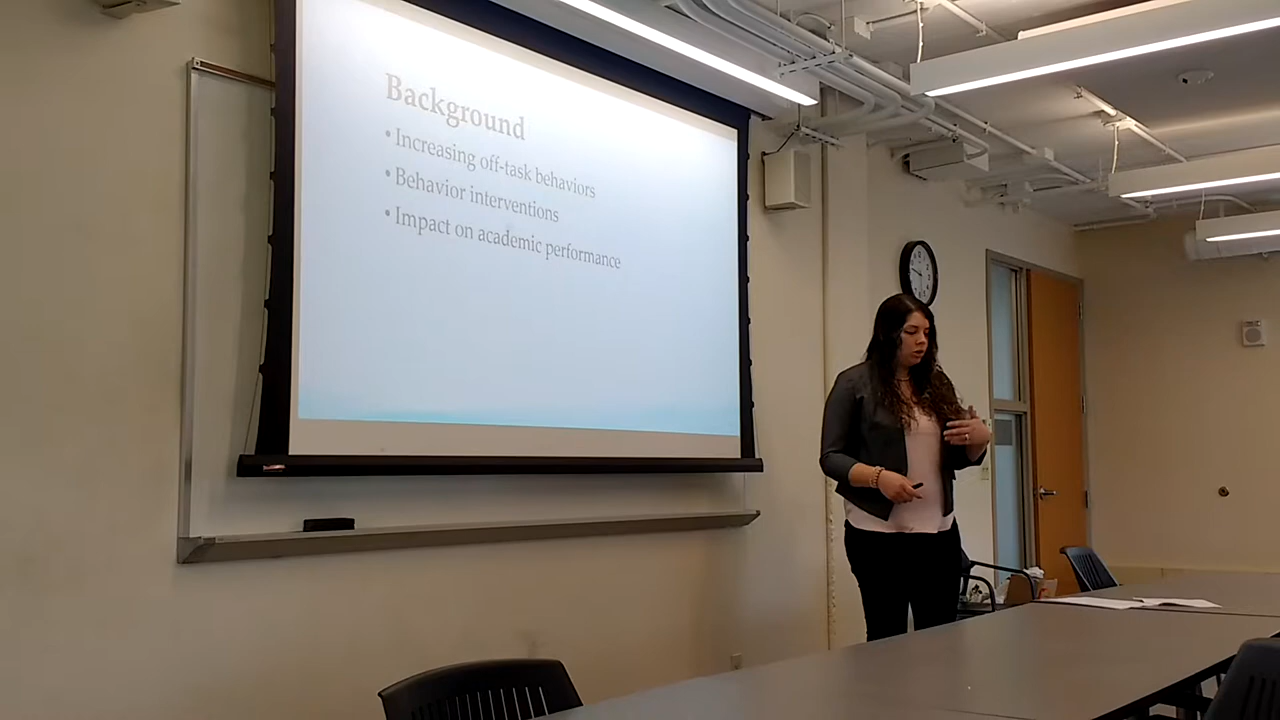 Background
• Increasing off-task behaviors
• Behavior interventions
• Impact on academic performance